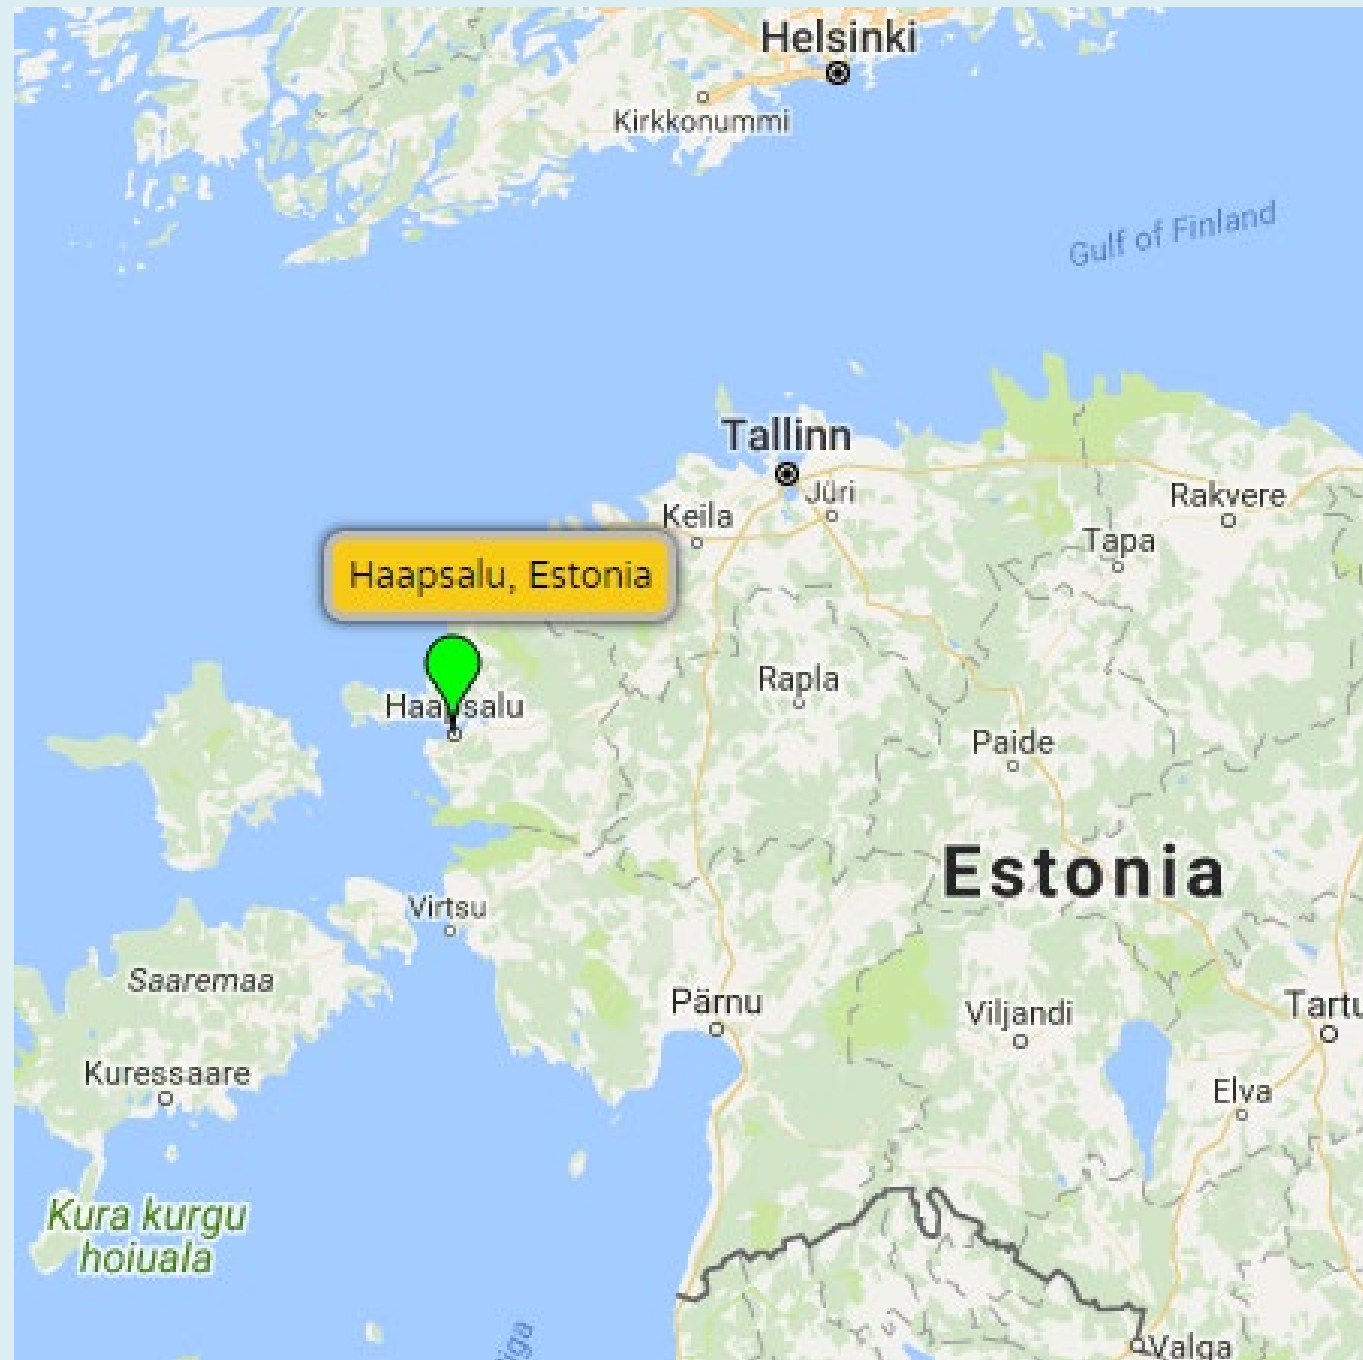 Helsinki
Kirkkonummi
Gulf of Finland
Tallinn
Jüri
Keila
Rakvere
Tapa
Haapsalu, Estonia
Rapla
Haapsalu
Paide
Estonia
Virtsu
Saaremaa
Pärnu
Viljandi
Tartu
Kuressaare
Elva
Kura kurgu
hoiuala
Valga